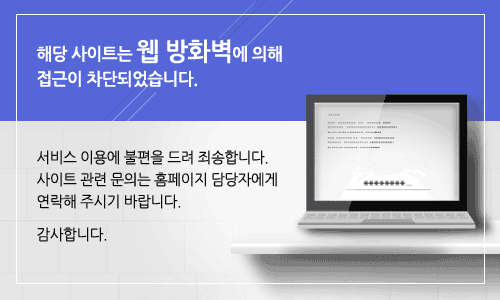 해당 사이트는 웹 방화벽에 의해
접근이 차단되었습니다.
서비스 이용에 불편을 드려 죄송합니다.
사이트 관련 문의는 홈페이지 담당자에게
연락해 주시기 바랍니다.
감사합니다.